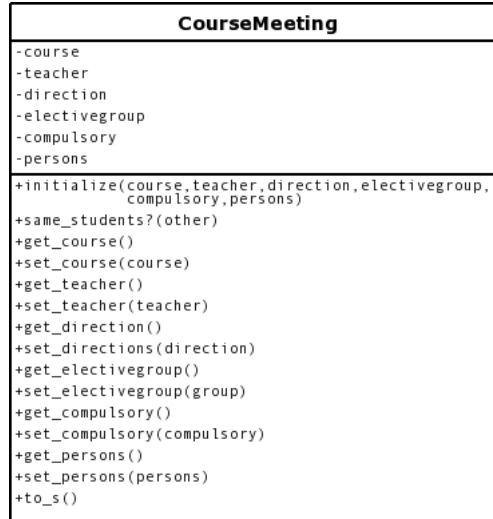 CourseMeeting
-course
-teacher
-direction
-electivegroup
-compulsory
-persons
+initialize(course,teacher,direction,electivegroup,
compulsory,persons)
+same_students?(other)
+get_course()
+set_course(course)
+get_teacher()
+set_teacher(teacher)
+get_direction()
+set_directions(direction)
+get_electivegroup()
+set_electivegroup(group)
+get_compulsory()
+set_compulsory(compulsory)
+get_persons()
+set_persons(persons)
+to_s()